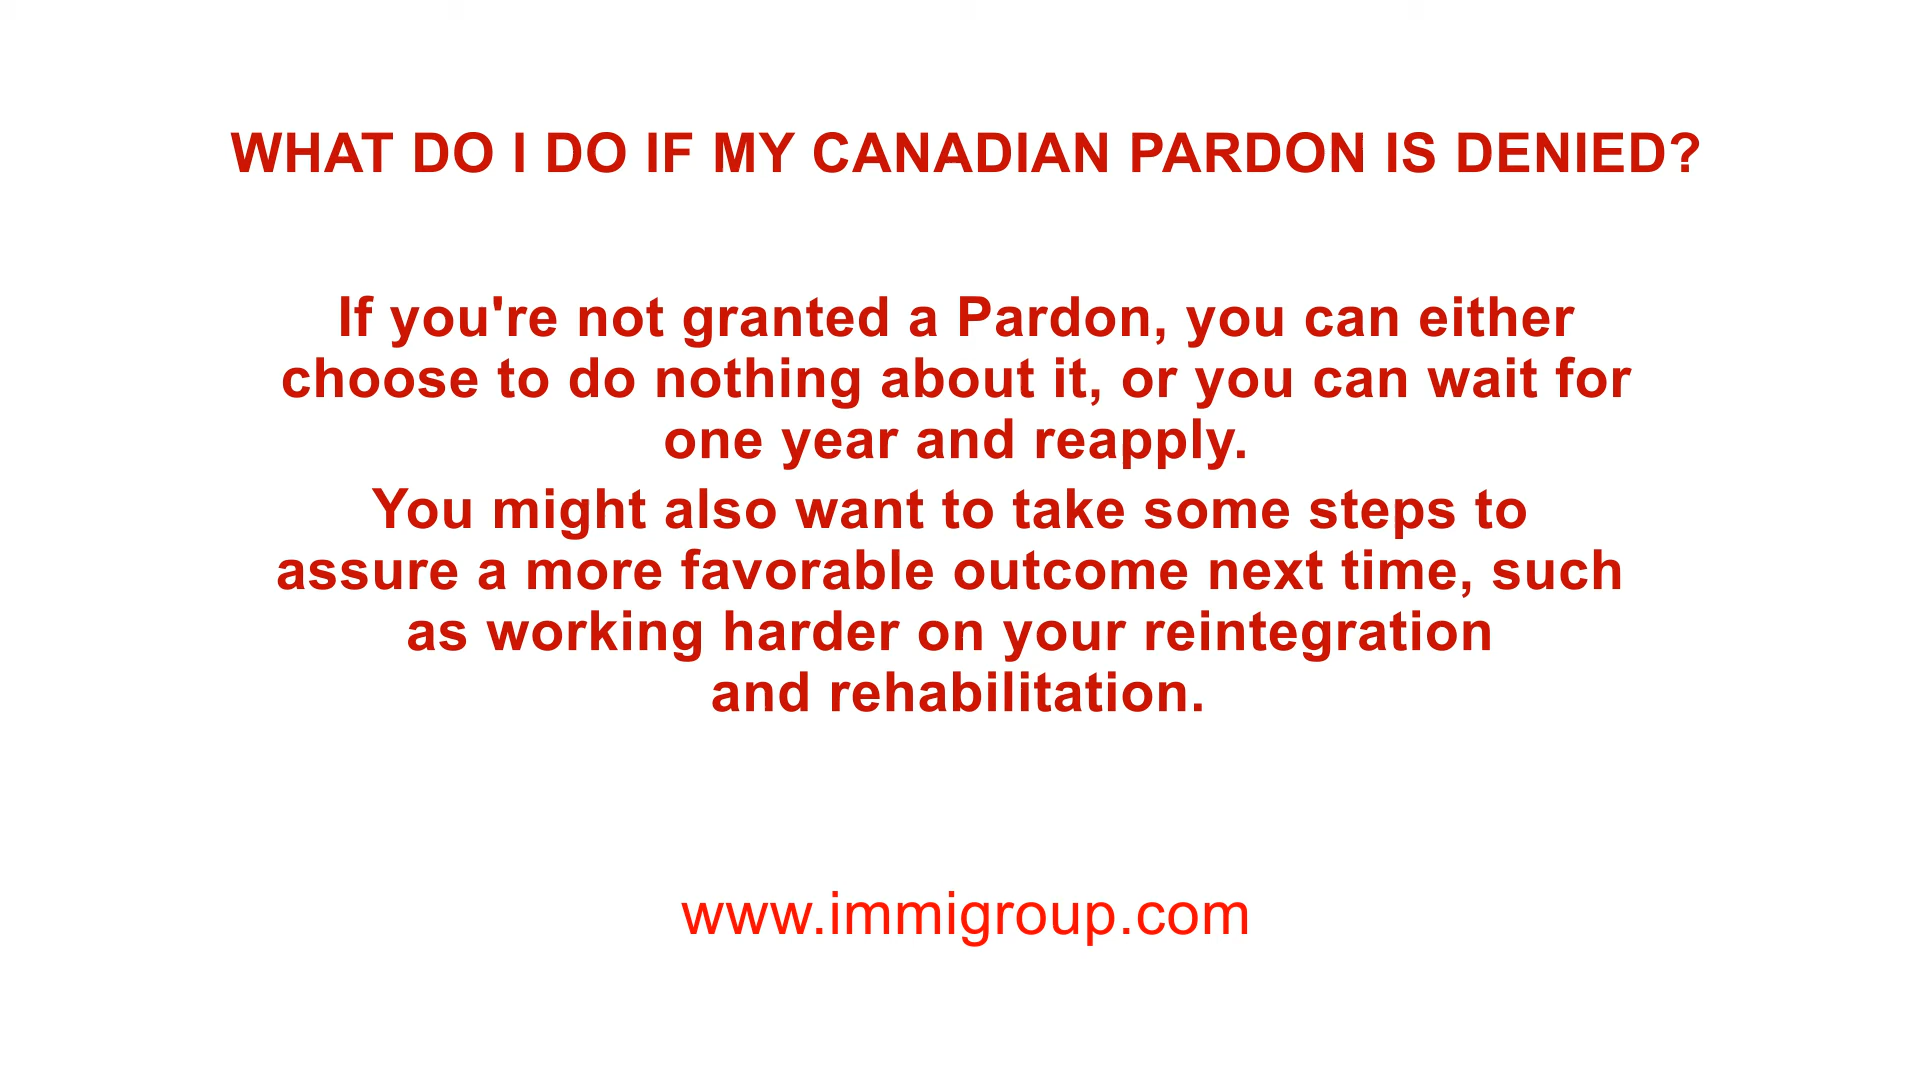 WHAT DO I DO IF MY CANADIAN PARDON IS DENIED?
If you're not granted a Pardon, you can either
choose to do nothing about it, or you can wait for
one year and reapply.
You might also want to take some steps to
assure a more favorable outcome next time, such
as working harder on your reintegration
and rehabilitation.
www.immigroup.com